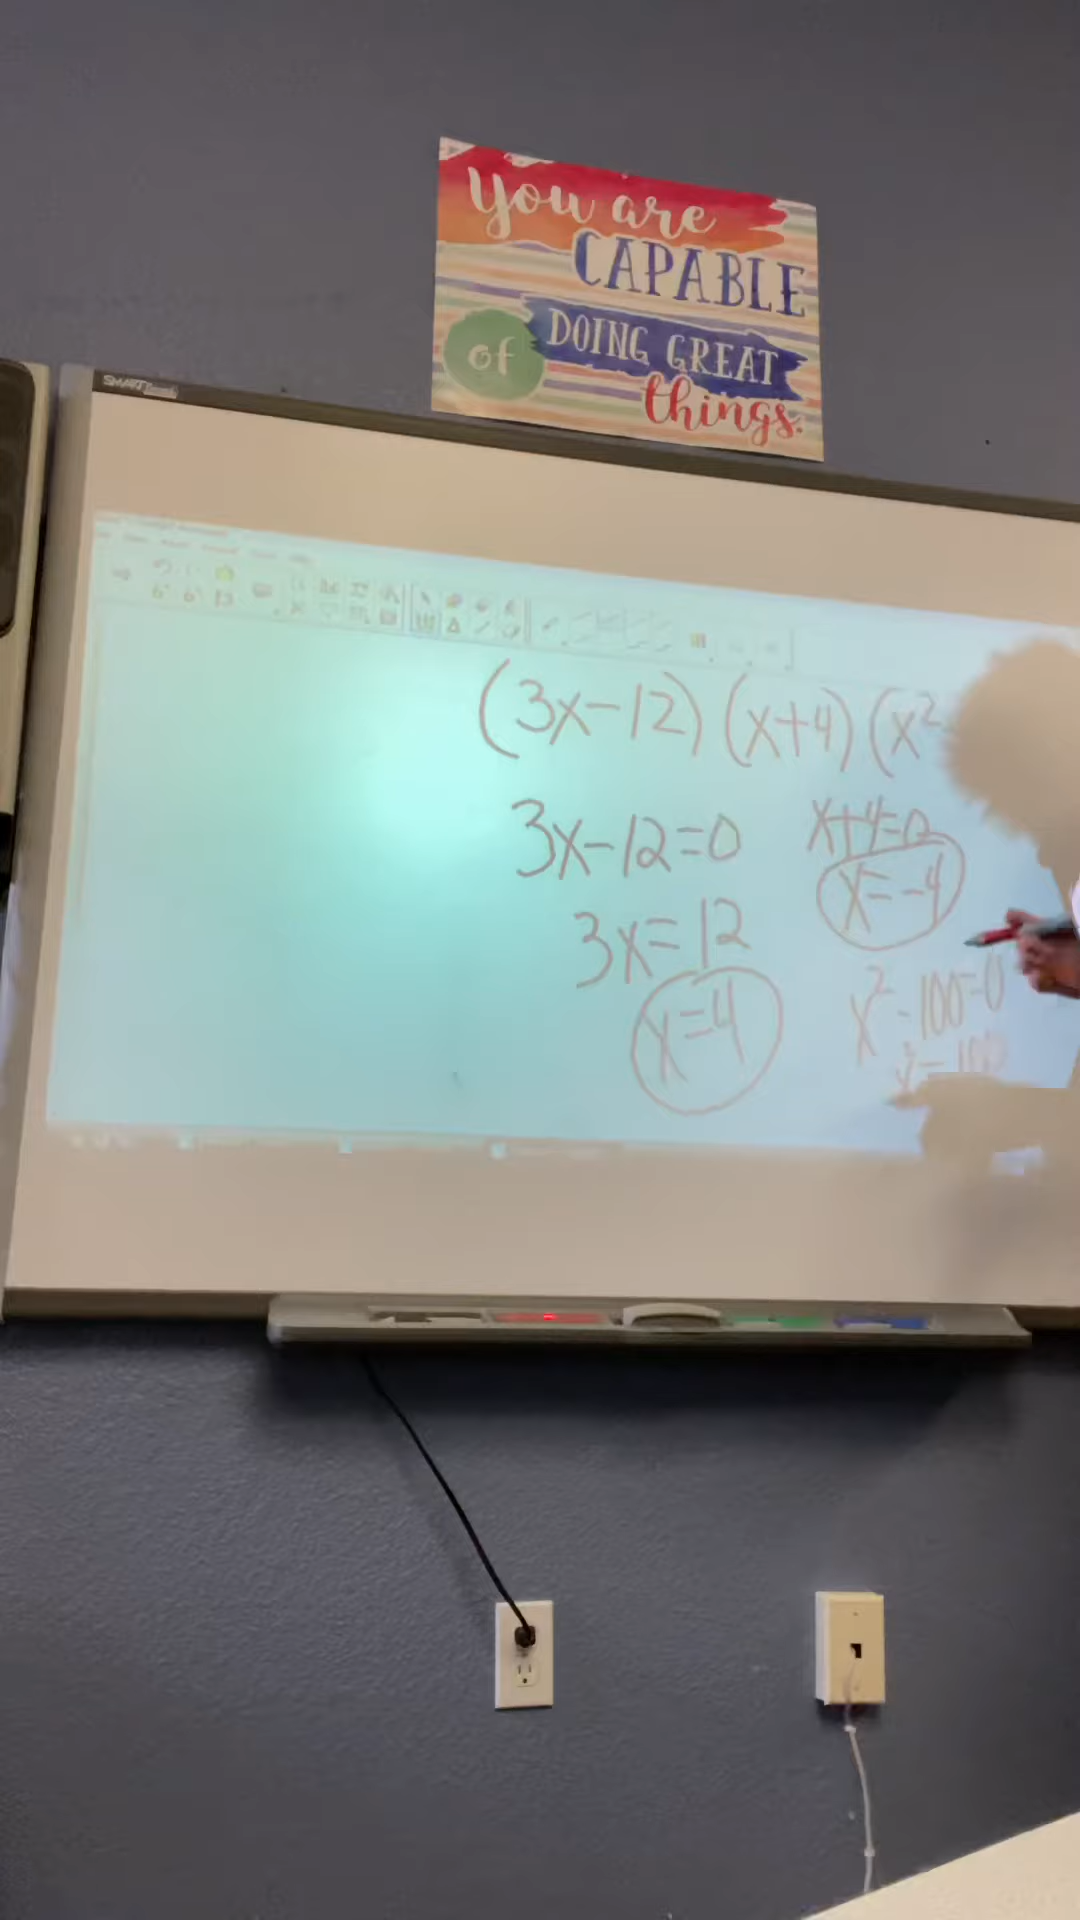 You are
CAPABLE
of DOING GREAT
things.
SMART
(3x-12) (x+4) (x²
3x-12=0
x+4=0
x=-4
3x=12
x=4
x²-100=0